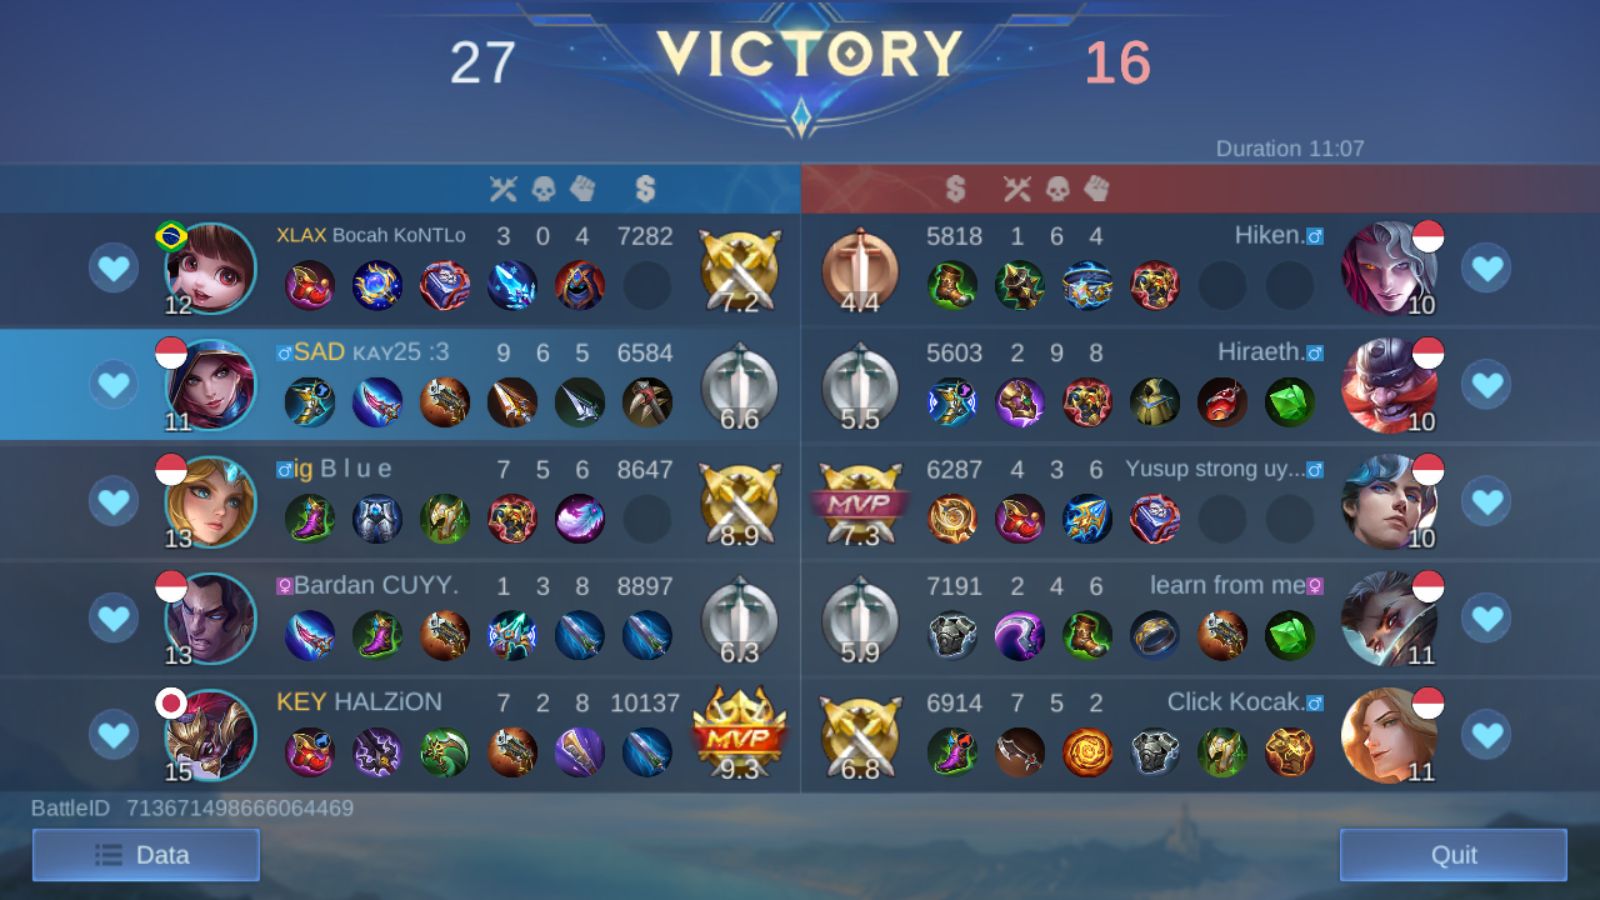 27 VICTORY 16
Duration 11:07
XLAX Bocah KoNTLo 3 0 4 7282 7.2 12
4.4 5818 1 6 4 Hiken. 10
SAD KAY25 :3 9 6 5 6584 6.6 11
5.5 5603 2 9 8 Hiraeth. 10
ig B l u e 7 5 6 8647 8.9 13
MVP 7.3 6287 4 3 6 Yusup strong uy... 10
Bardan CUYY. 1 3 8 8897 6.3 13
5.9 7191 2 4 6 learn from me 11
KEY HALZiON 7 2 8 10137 MVP 9.3 15
6.8 6914 7 5 2 Click Kocak. 11
BattleID 713671498666064469
Data
Quit